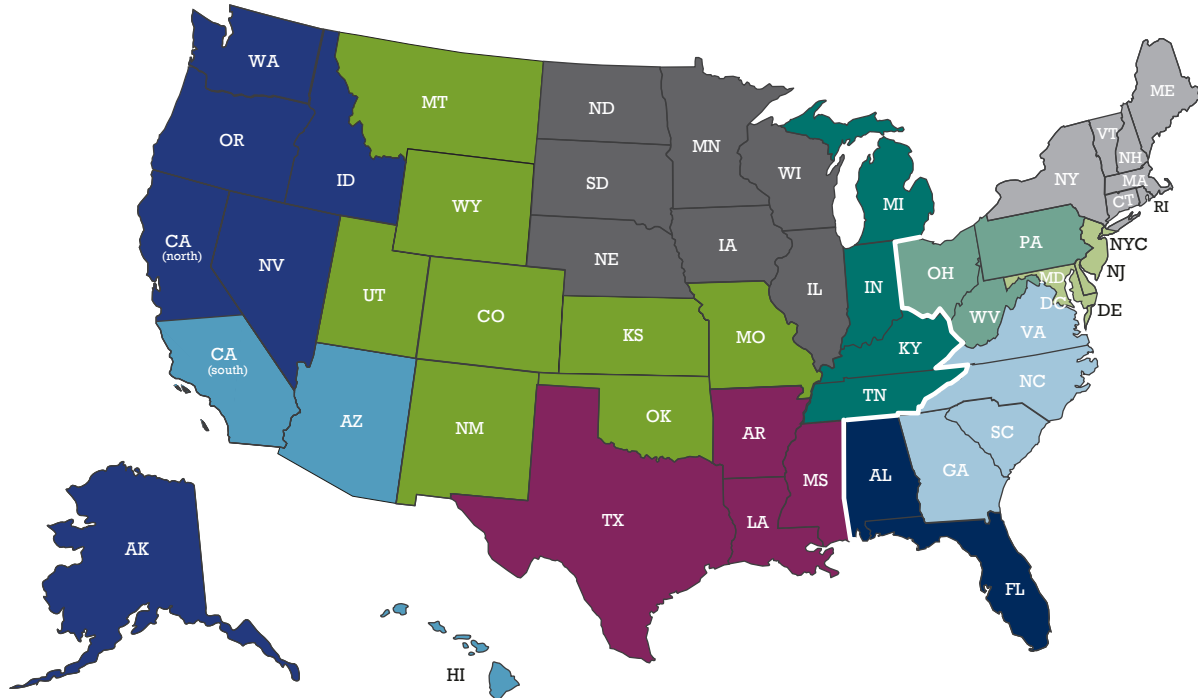 WA
OR
ID
MT
WY
CA
(north)
NV
UT
CO
CA
(south)
AZ
NM
ND
SD
NE
KS
OK
MN
IA
MO
WI
IL
MI
IN
KY
TN
AR
LA
MS
TX
OH
PA
WV
NY
VT
NH
ME
MA
CT
RI
NYC
NJ
MD
DC
DE
VA
NC
SC
GA
AL
FL
AK
HI